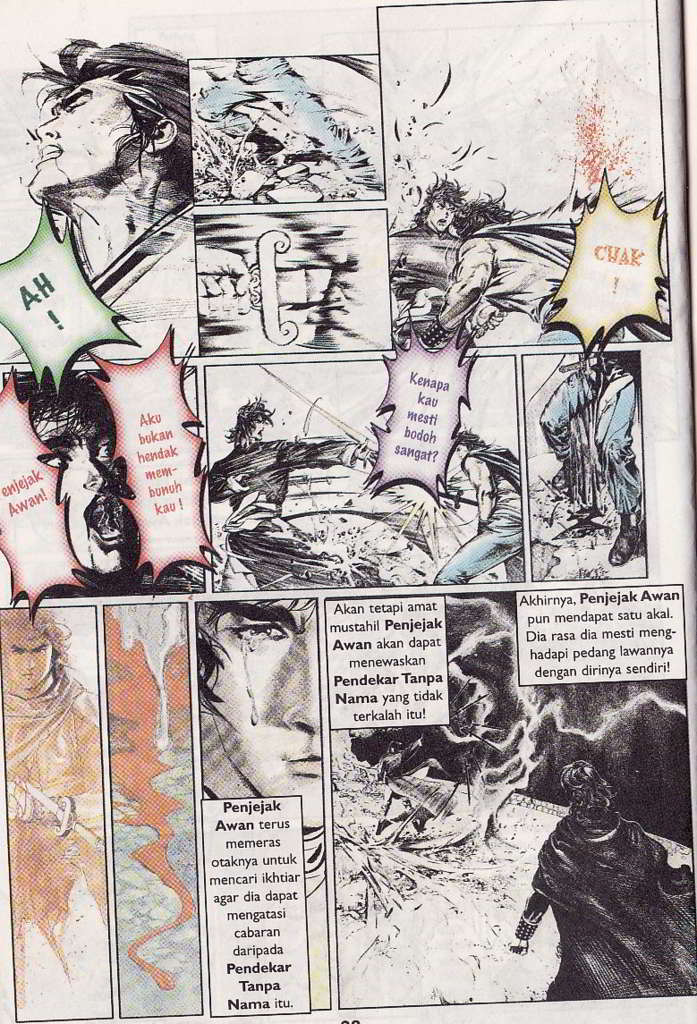 AH
!
CHAK
!
enjejak
Awan!
Aku
bukan
hendak
mem-
bunuh
kau !
Kenapa
kau
mesti
bodoh
sangat?
Penjejak
Awan terus
memeras
otaknya untuk
mencari ikhtiar
agar dia dapat
mengatasi
cabaran
daripada
Pendekar
Tanpa
Nama itu.
Akan tetapi amat
mustahil Penjejak
Awan akan dapat
menewaskan
Pendekar Tanpa
Nama yang tidak
terkalah itu!
Akhirnya, Penjejak Awan
pun mendapat satu akal.
Dia rasa dia mesti meng-
hadapi pedang lawannya
dengan dirinya sendiri!